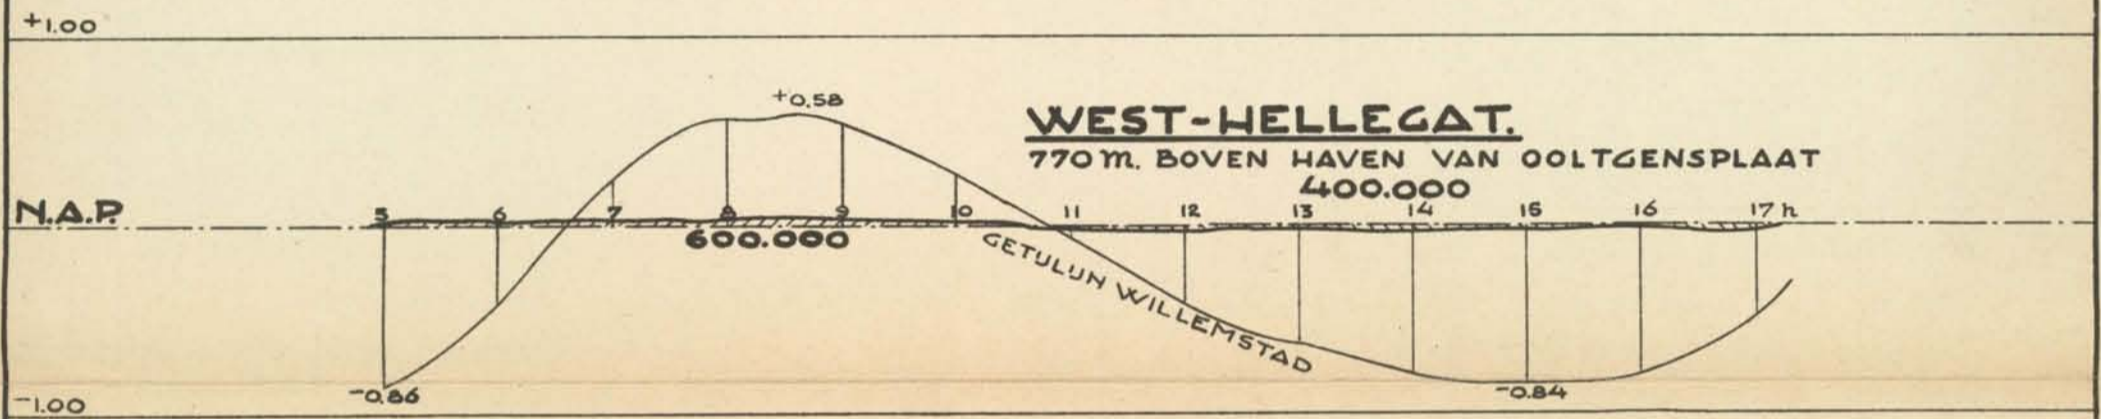 +1.00
+0.58
WEST-HELLEGAT.
770 M. BOVEN HAVEN VAN OOLTGENSPLAAT
400.000
N.A.P.
5 6 7 8 9 10 11 12 13 14 15 16 17 h
600.000
GETIJLIJN WILLEMSTAD
-0.86
-0.84
-1.00